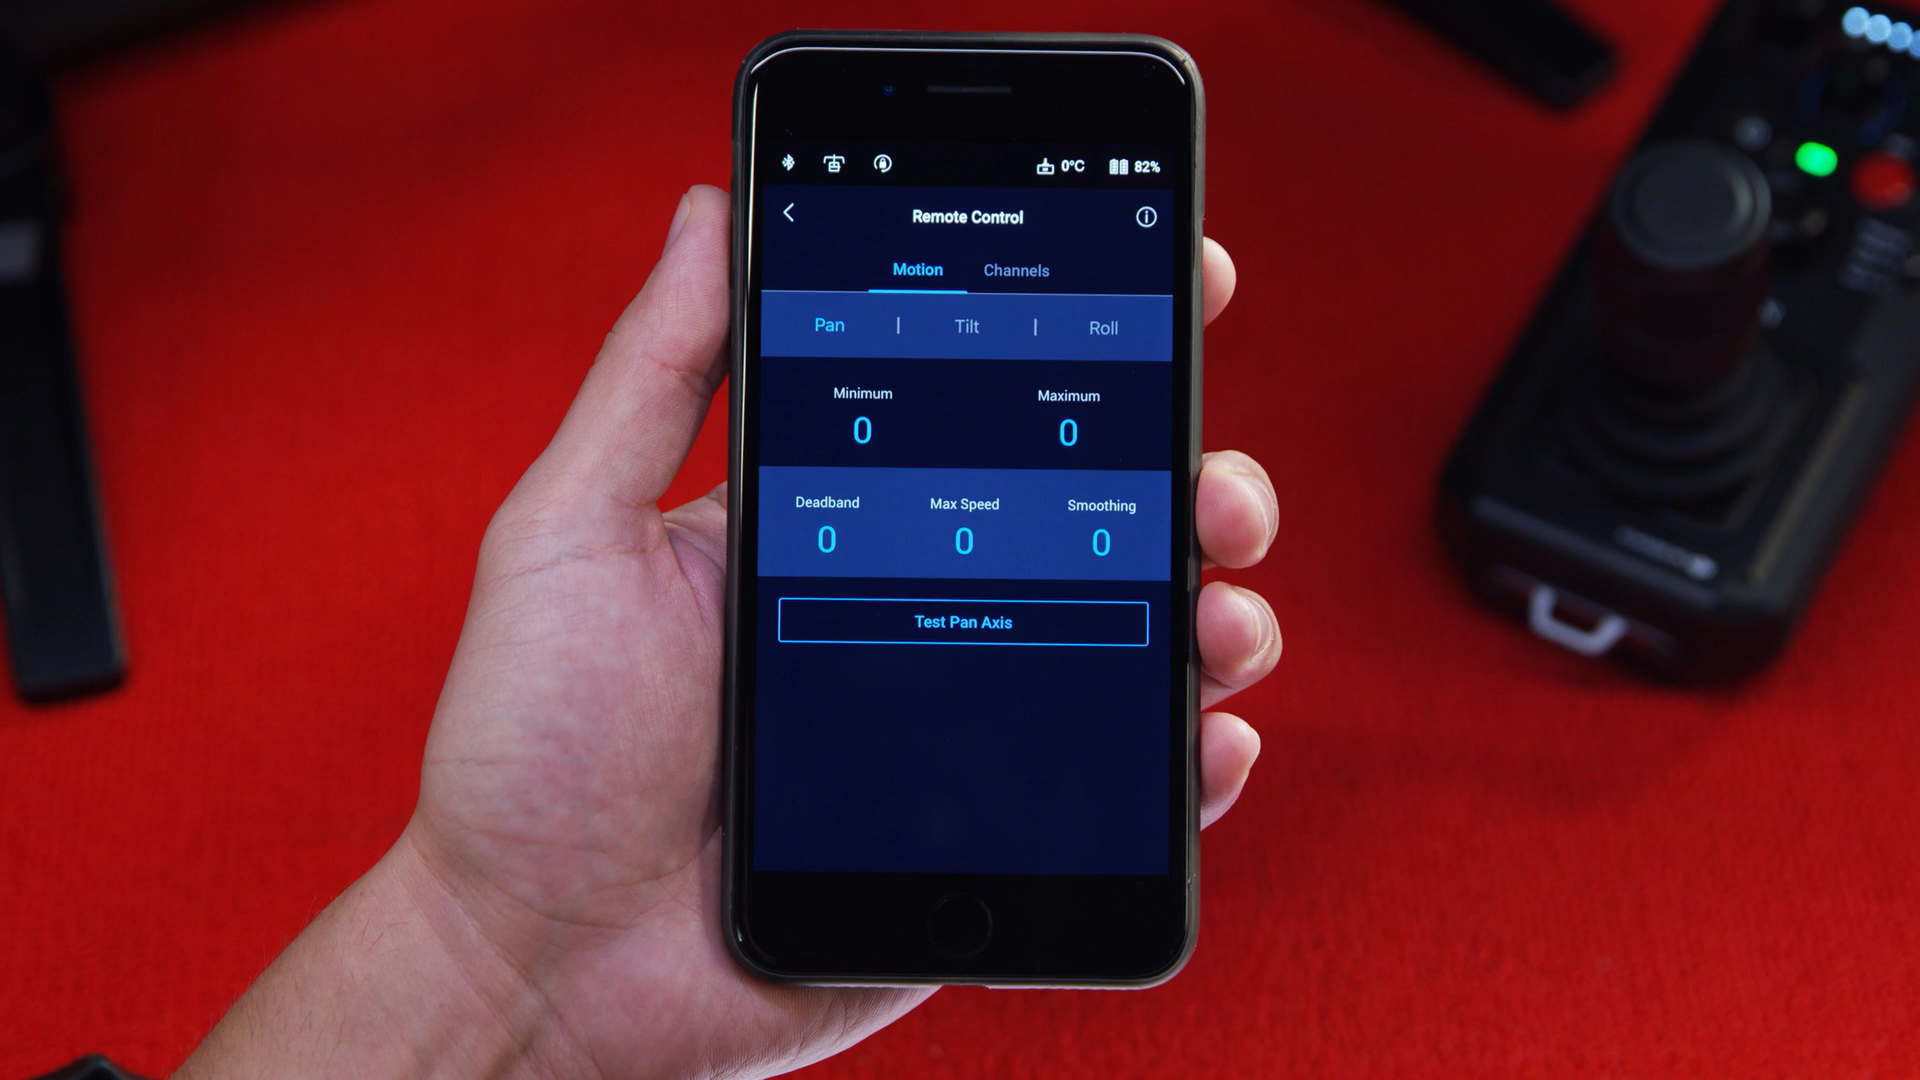 0°C 82%
Remote Control
Motion Channels
Pan | Tilt | Roll
Minimum Maximum
0 0
Deadband Max Speed Smoothing
0 0 0
Test Pan Axis